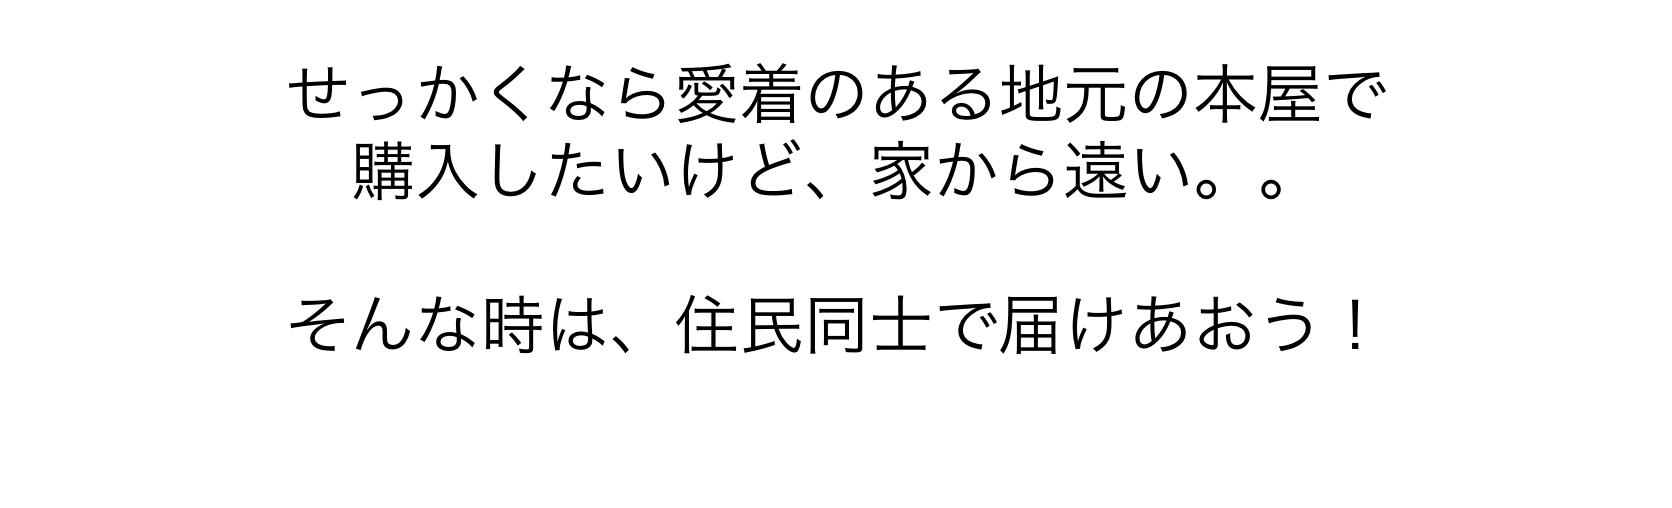 せっかくなら愛着のある地元の本屋で
購入したいけど、家から遠い。。
そんな時は、住民同士で届けあおう！